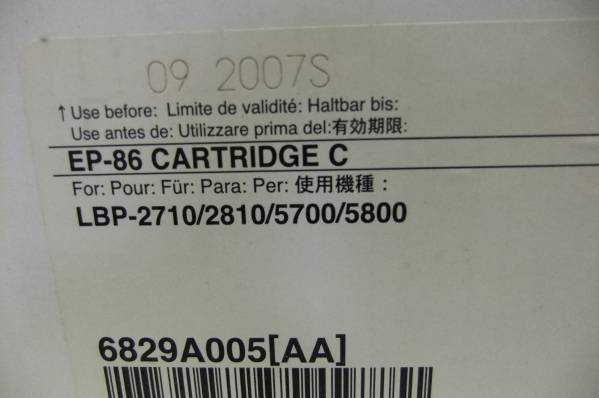 09 2007S
↑Use before: Limite de validité: Haltbar bis:
Use antes de: Utilizzare prima del:有効期限:
EP-86 CARTRIDGE C
For: Pour: Für: Para: Per: 使用機種：
LBP-2710/2810/5700/5800
6829A005[AA]